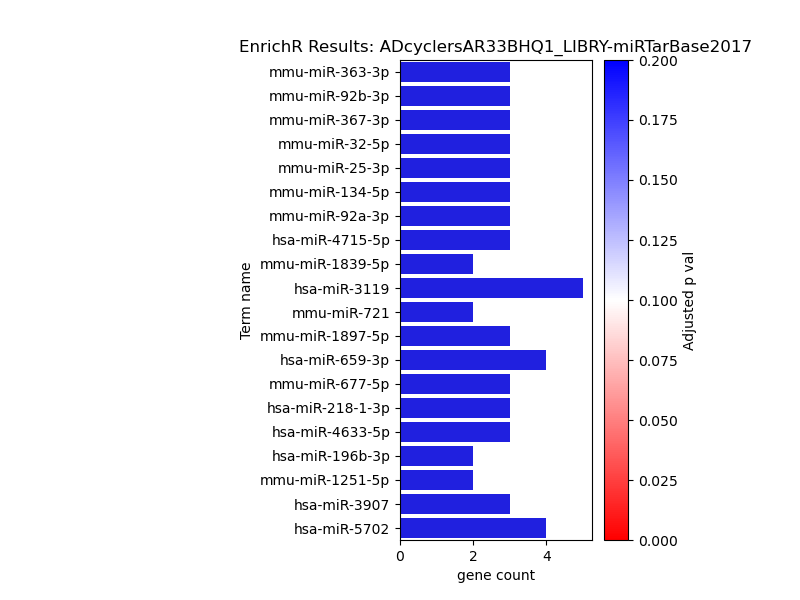 EnrichR Results: ADcyclersAR33BHQ1_LIBRY-miRTarBase2017
mmu-miR-363-3p
mmu-miR-92b-3p
mmu-miR-367-3p
mmu-miR-32-5p
mmu-miR-25-3p
mmu-miR-134-5p
mmu-miR-92a-3p
hsa-miR-4715-5p
mmu-miR-1839-5p
hsa-miR-3119
mmu-miR-721
mmu-miR-1897-5p
hsa-miR-659-3p
mmu-miR-677-5p
hsa-miR-218-1-3p
hsa-miR-4633-5p
hsa-miR-196b-3p
mmu-miR-1251-5p
hsa-miR-3907
hsa-miR-5702
Term name
0 2 4
gene count
0.200
0.175
0.150
0.125
0.100
0.075
0.050
0.025
0.000
Adjusted p val